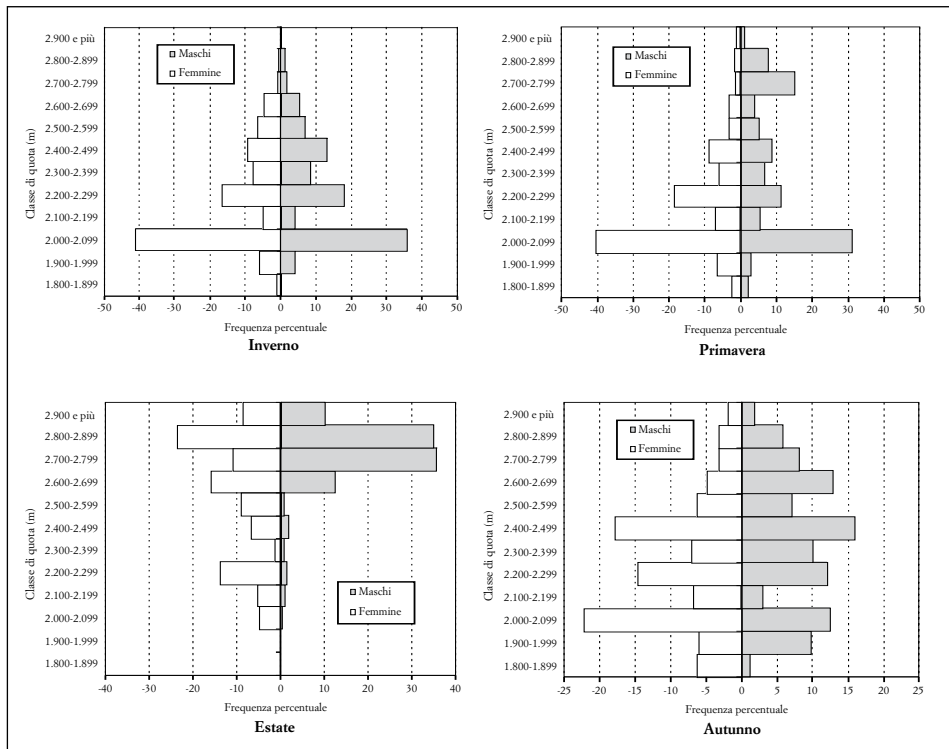 2.900 e più
2.800-2.899
2.700-2.799
2.600-2.699
2.500-2.599
2.400-2.499
2.300-2.399
2.200-2.299
2.100-2.199
2.000-2.099
1.900-1.999
1.800-1.899
Classe di quota (m)
Maschi
Femmine
-50 -40 -30 -20 -10 0 10 20 30 40 50
Frequenza percentuale
Inverno
2.900 e più
2.800-2.899
2.700-2.799
2.600-2.699
2.500-2.599
2.400-2.499
2.300-2.399
2.200-2.299
2.100-2.199
2.000-2.099
1.900-1.999
1.800-1.899
Classe di quota (m)
Maschi
Femmine
-50 -40 -30 -20 -10 0 10 20 30 40 50
Frequenza percentuale
Primavera
2.900 e più
2.800-2.899
2.700-2.799
2.600-2.699
2.500-2.599
2.400-2.499
2.300-2.399
2.200-2.299
2.100-2.199
2.000-2.099
1.900-1.999
1.800-1.899
Classe di quota (m)
Maschi
Femmine
-40 -30 -20 -10 0 10 20 30 40
Frequenza percentuale
Estate
2.900 e più
2.800-2.899
2.700-2.799
2.600-2.699
2.500-2.599
2.400-2.499
2.300-2.399
2.200-2.299
2.100-2.199
2.000-2.099
1.900-1.999
1.800-1.899
Classe di quota (m)
Maschi
Femmine
-25 -20 -15 -10 -5 0 5 10 15 20 25
Frequenza percentuale
Autunno